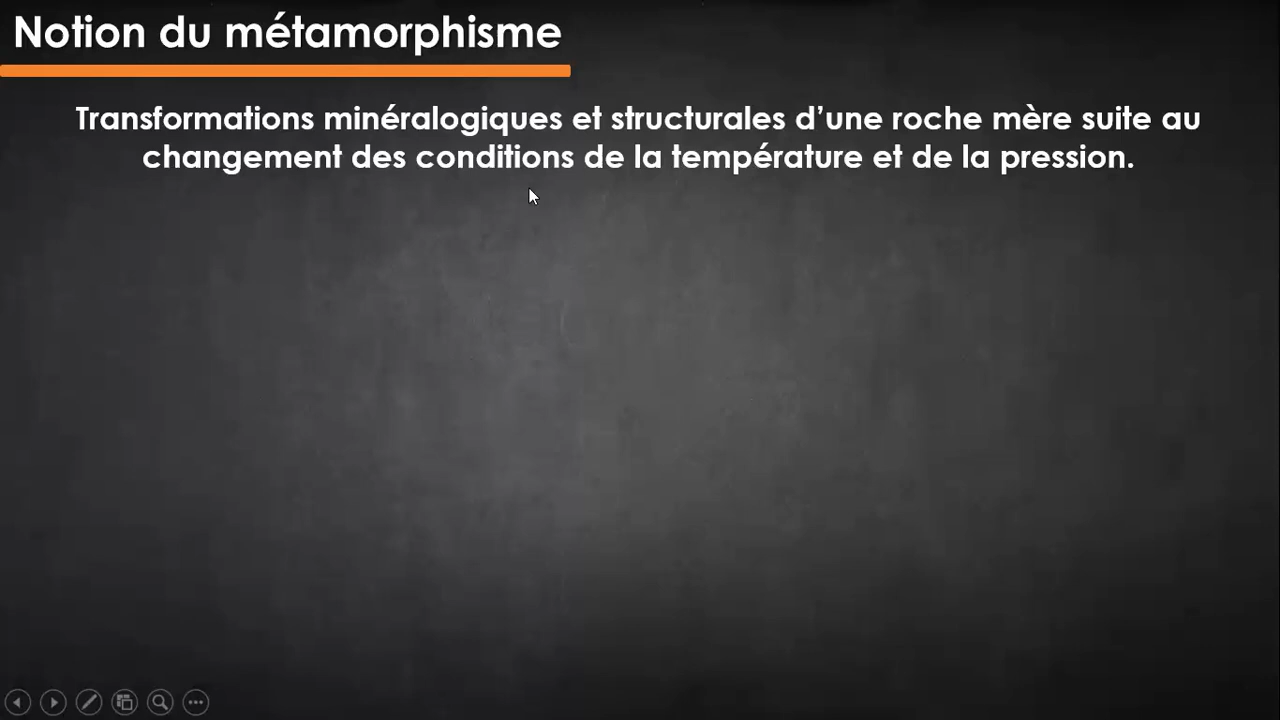 Notion du métamorphisme
Transformations minéralogiques et structurales d’une roche mère suite au
changement des conditions de la température et de la pression.